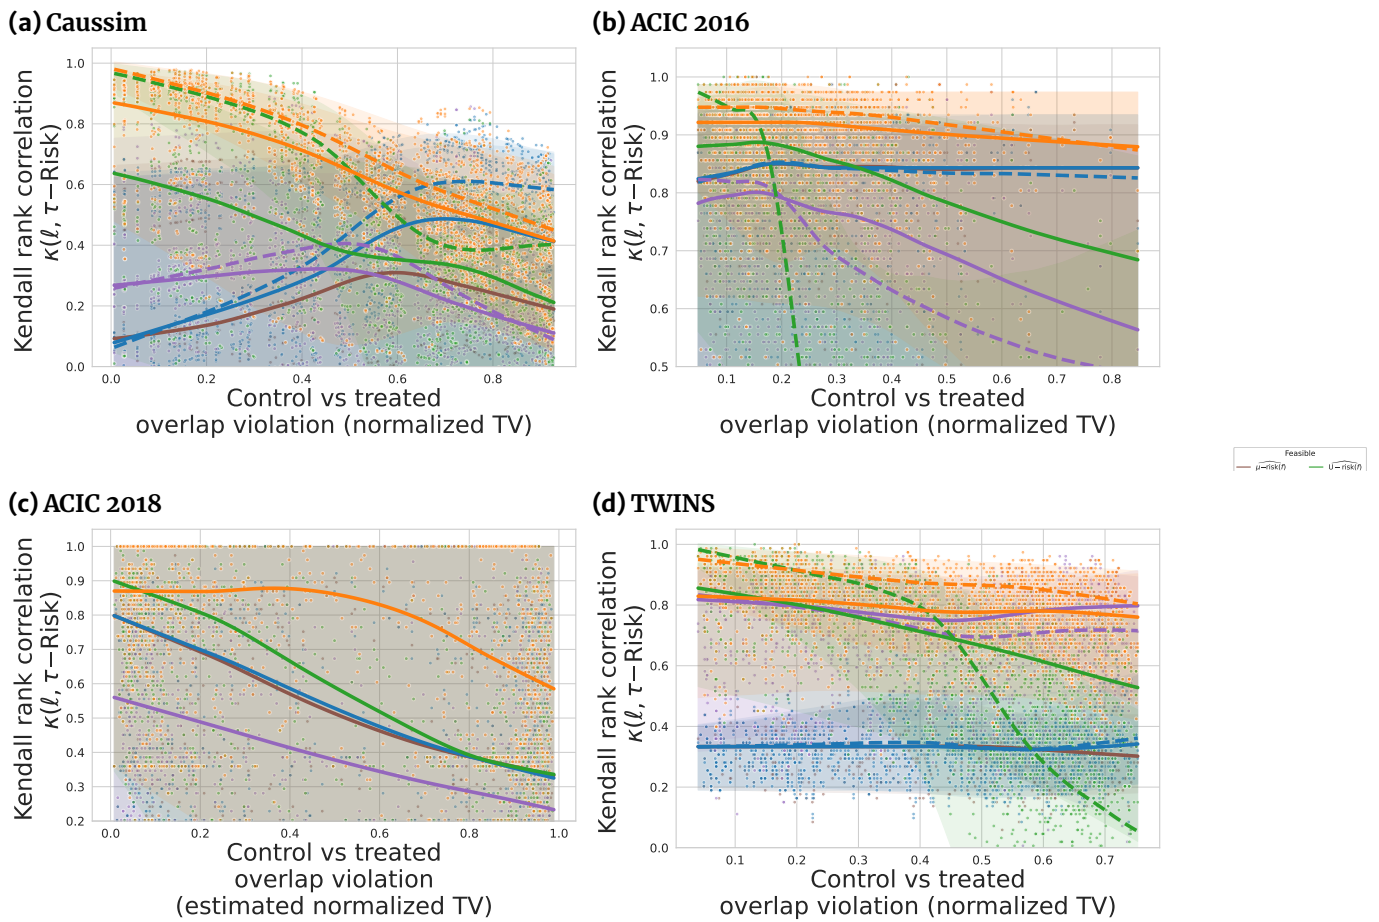 (a) Caussim
Kendall rank correlation
κ(ℓ, τ−Risk)
1.0
0.8
0.6
0.4
0.2
0.0
0.0 0.2 0.4 0.6 0.8
Control vs treated
overlap violation (normalized TV)
(b) ACIC 2016
Kendall rank correlation
κ(ℓ, τ−Risk)
1.0
0.9
0.8
0.7
0.6
0.5
0.1 0.2 0.3 0.4 0.5 0.6 0.7 0.8
Control vs treated
overlap violation (normalized TV)
Feasible
μ−risk(f) U−risk(f)
(c) ACIC 2018
Kendall rank correlation
κ(ℓ, τ−Risk)
1.0
0.9
0.8
0.7
0.6
0.5
0.4
0.3
0.2
0.0 0.2 0.4 0.6 0.8 1.0
Control vs treated
overlap violation
(estimated normalized TV)
(d) TWINS
Kendall rank correlation
κ(ℓ, τ−Risk)
1.0
0.8
0.6
0.4
0.2
0.0
0.1 0.2 0.3 0.4 0.5 0.6 0.7
Control vs treated
overlap violation (normalized TV)